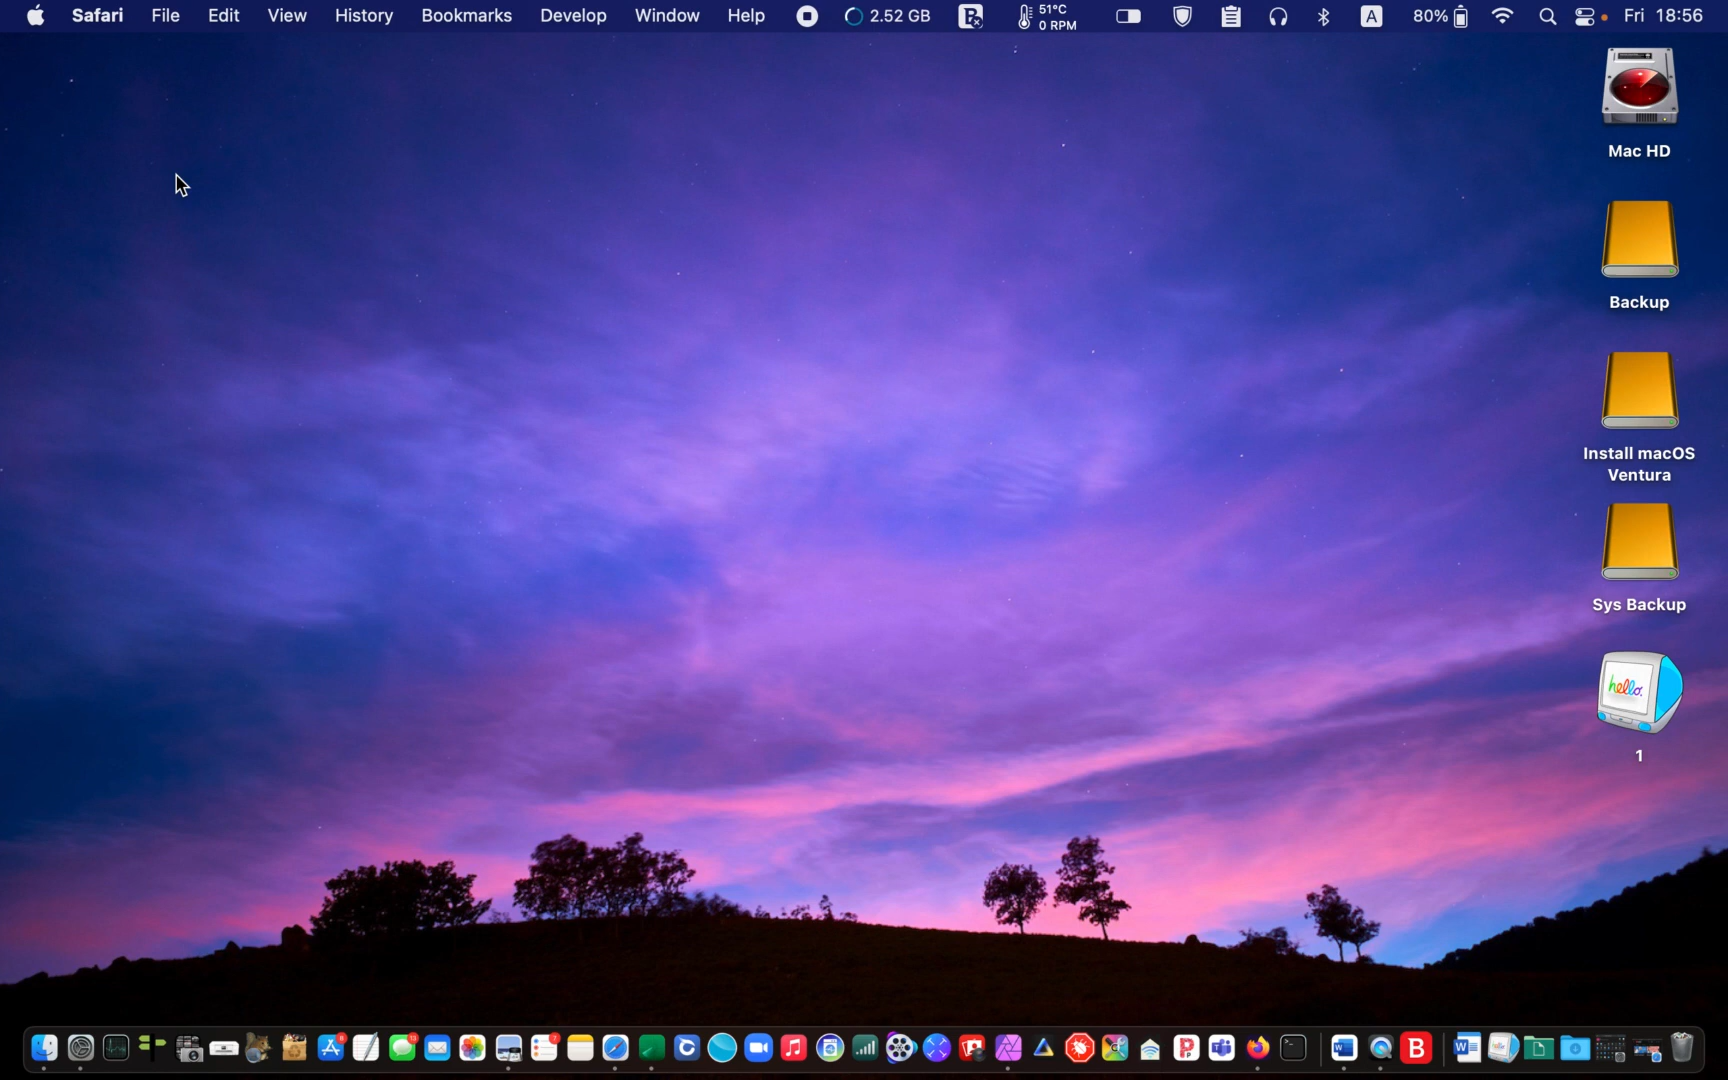 Safari File Edit View History Bookmarks Develop Window Help 2.52 GB 51°C 0 RPM A 80% Fri 18:56
Mac HD
Backup
Install macOS
Ventura
Sys Backup
hello.
1